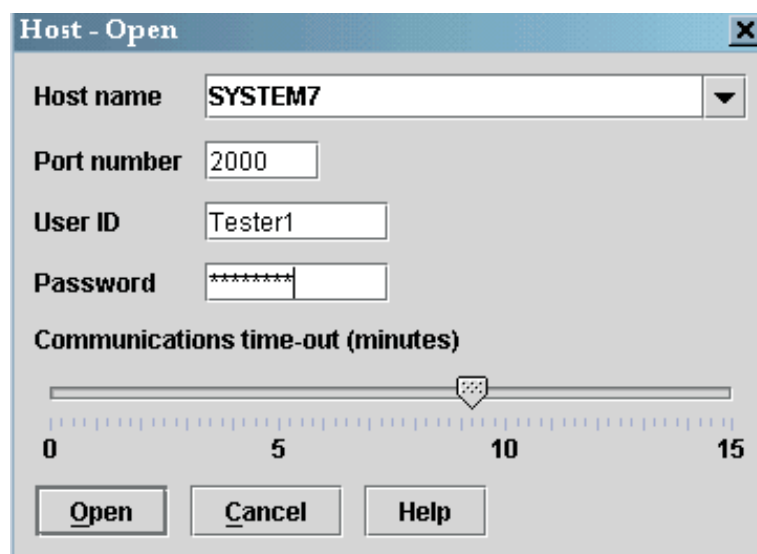 Host - Open
Host name SYSTEM7
Port number 2000
User ID Tester1
Password ********
Communications time-out (minutes)
0 5 10 15
Open Cancel Help